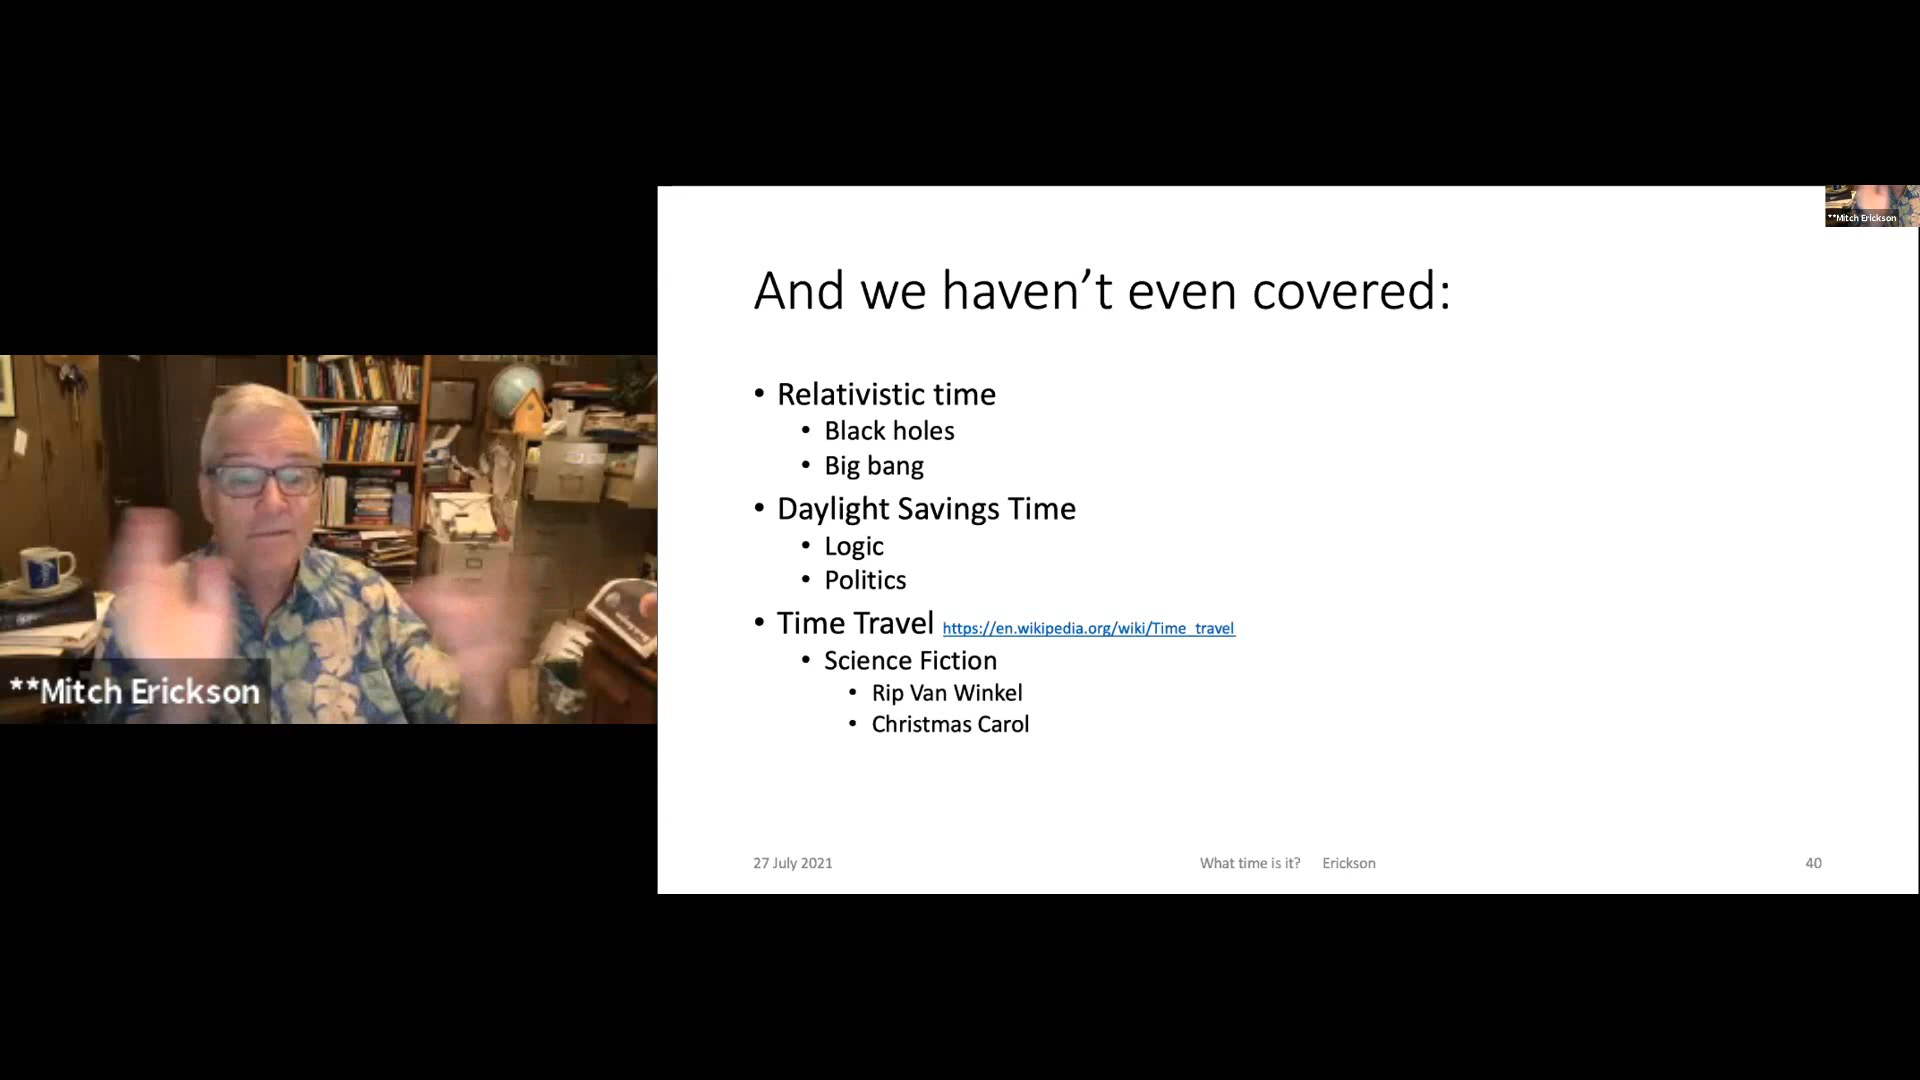 **Mitch Erickson
And we haven’t even covered:
• Relativistic time
• Black holes
• Big bang
• Daylight Savings Time
• Logic
• Politics
• Time Travel https://en.wikipedia.org/wiki/Time_travel
• Science Fiction
• Rip Van Winkel
• Christmas Carol
27 July 2021 What time is it? Erickson 40
**Mitch Erickson